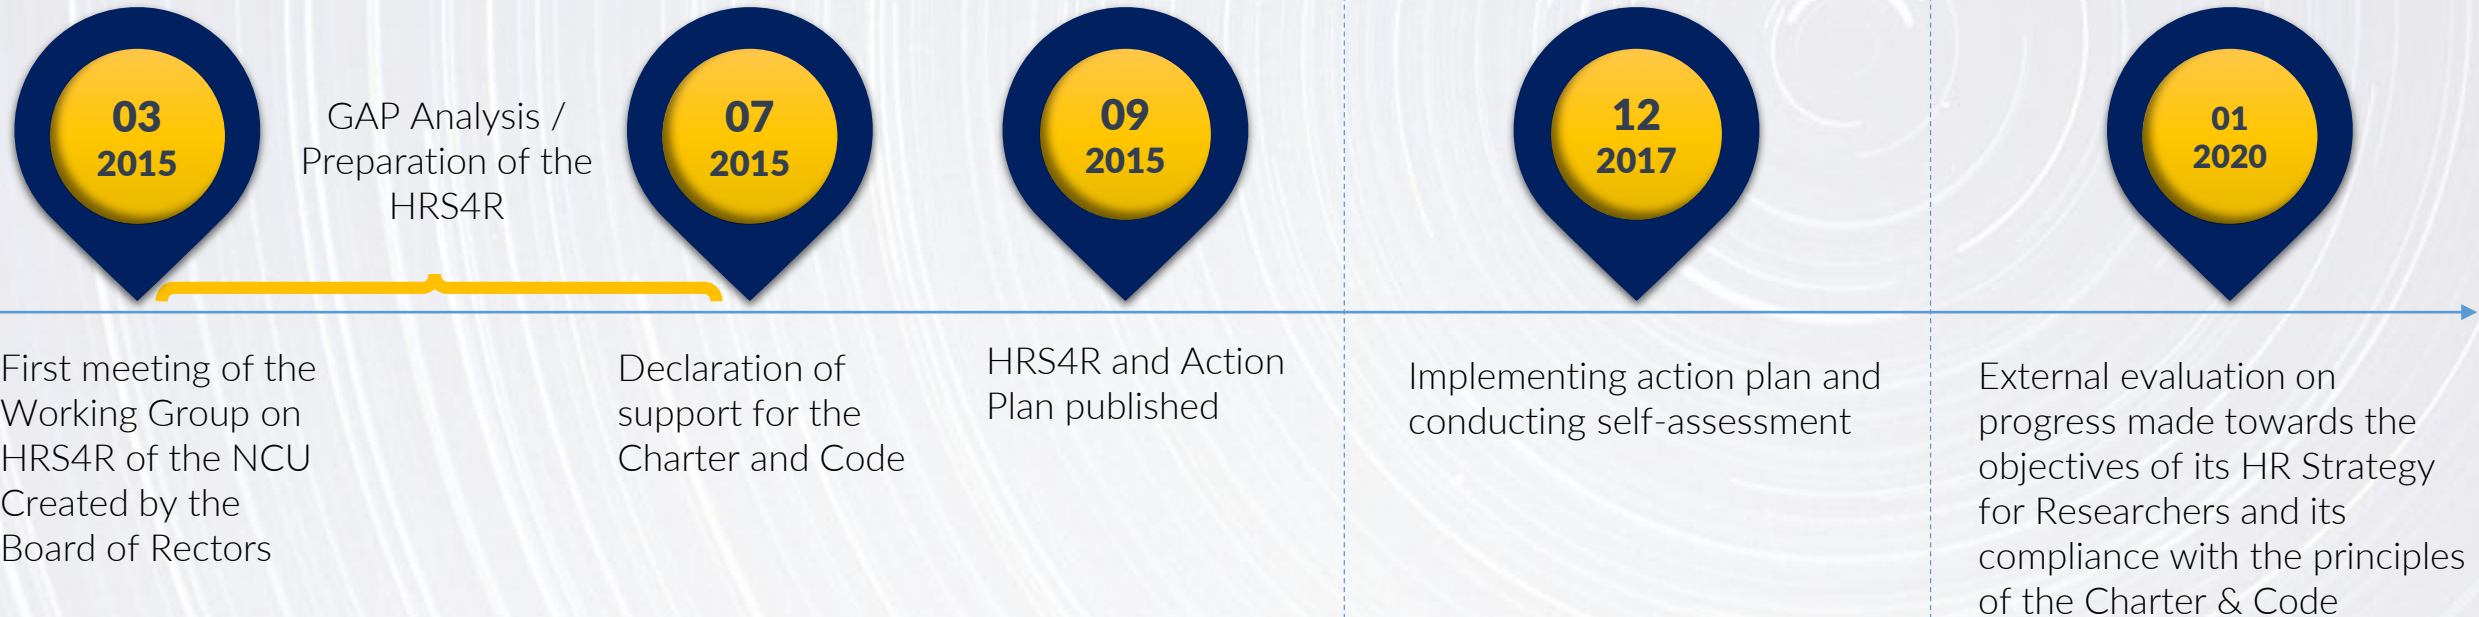 03
2015
GAP Analysis /
Preparation of the
HRS4R
07
2015
09
2015
12
2017
01
2020
First meeting of the
Working Group on
HRS4R of the NCU
Created by the
Board of Rectors
Declaration of
support for the
Charter and Code
HRS4R and Action
Plan published
Implementing action plan and
conducting self-assessment
External evaluation on
progress made towards the
objectives of its HR Strategy
for Researchers and its
compliance with the principles
of the Charter & Code